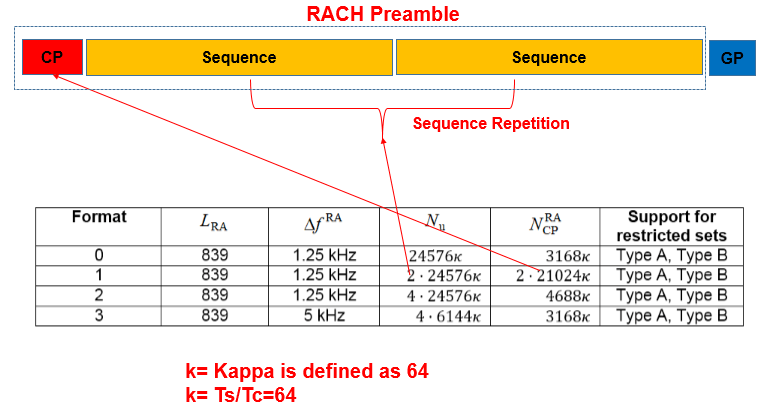 RACH Preamble
CP Sequence Sequence GP
Sequence Repetition
Format L_RA Δf^RA N_u N_CP^RA Support for
restricted sets
0 839 1.25 kHz 24576κ 3168κ Type A, Type B
1 839 1.25 kHz 2·24576κ 2·21024κ Type A, Type B
2 839 1.25 kHz 4·24576κ 4688κ Type A, Type B
3 839 5 kHz 4·6144κ 3168κ Type A, Type B
k= Kappa is defined as 64
k= Ts/Tc=64